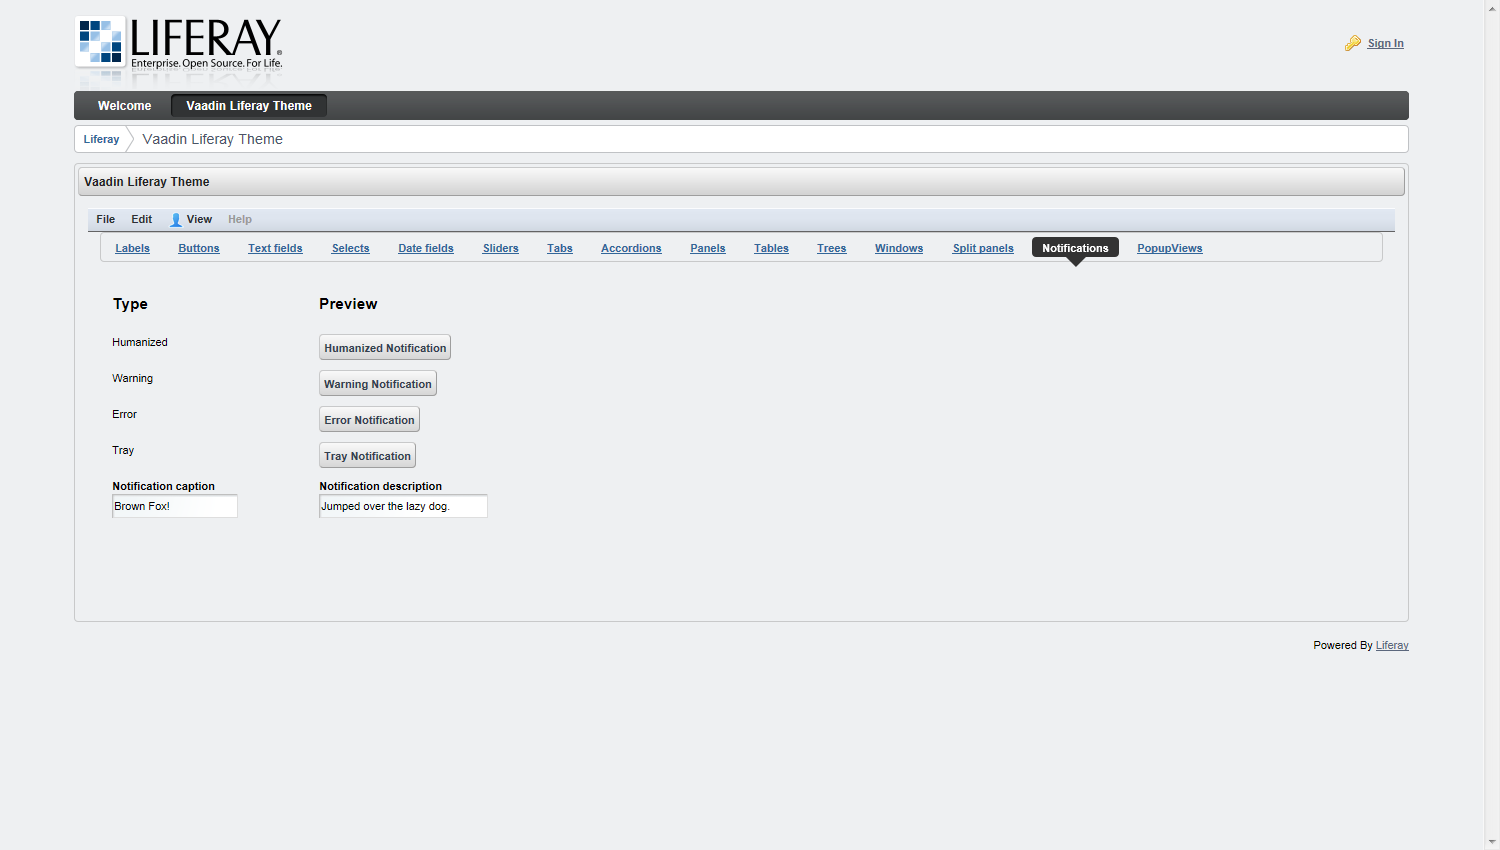 LIFERAY®
Enterprise. Open Source. For Life.
Sign In
Welcome Vaadin Liferay Theme
Liferay Vaadin Liferay Theme
Vaadin Liferay Theme
File Edit View Help
Labels Buttons Text fields Selects Date fields Sliders Tabs Accordions Panels Tables Trees Windows Split panels Notifications PopupViews
Type Preview
Humanized Humanized Notification
Warning Warning Notification
Error Error Notification
Tray Tray Notification
Notification caption Notification description
Brown Fox! Jumped over the lazy dog.
Powered By Liferay